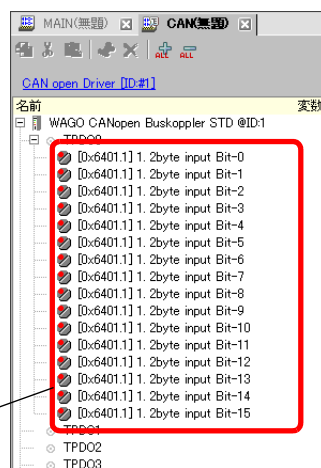 MAIN(無題) CAN(無題)
ALL ALL
CAN open Driver [ID:#1]
名前 変数
WAGO CANopen Buskoppler STD @ID:1
TPDO0
[0x6401.1] 1. 2byte input Bit-0
[0x6401.1] 1. 2byte input Bit-1
[0x6401.1] 1. 2byte input Bit-2
[0x6401.1] 1. 2byte input Bit-3
[0x6401.1] 1. 2byte input Bit-4
[0x6401.1] 1. 2byte input Bit-5
[0x6401.1] 1. 2byte input Bit-6
[0x6401.1] 1. 2byte input Bit-7
[0x6401.1] 1. 2byte input Bit-8
[0x6401.1] 1. 2byte input Bit-9
[0x6401.1] 1. 2byte input Bit-10
[0x6401.1] 1. 2byte input Bit-11
[0x6401.1] 1. 2byte input Bit-12
[0x6401.1] 1. 2byte input Bit-13
[0x6401.1] 1. 2byte input Bit-14
[0x6401.1] 1. 2byte input Bit-15
TPDO1
TPDO2
TPDO3